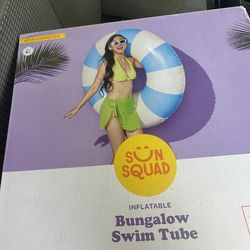 SUN
SQUAD
INFLATABLE
Bungalow
Swim Tube